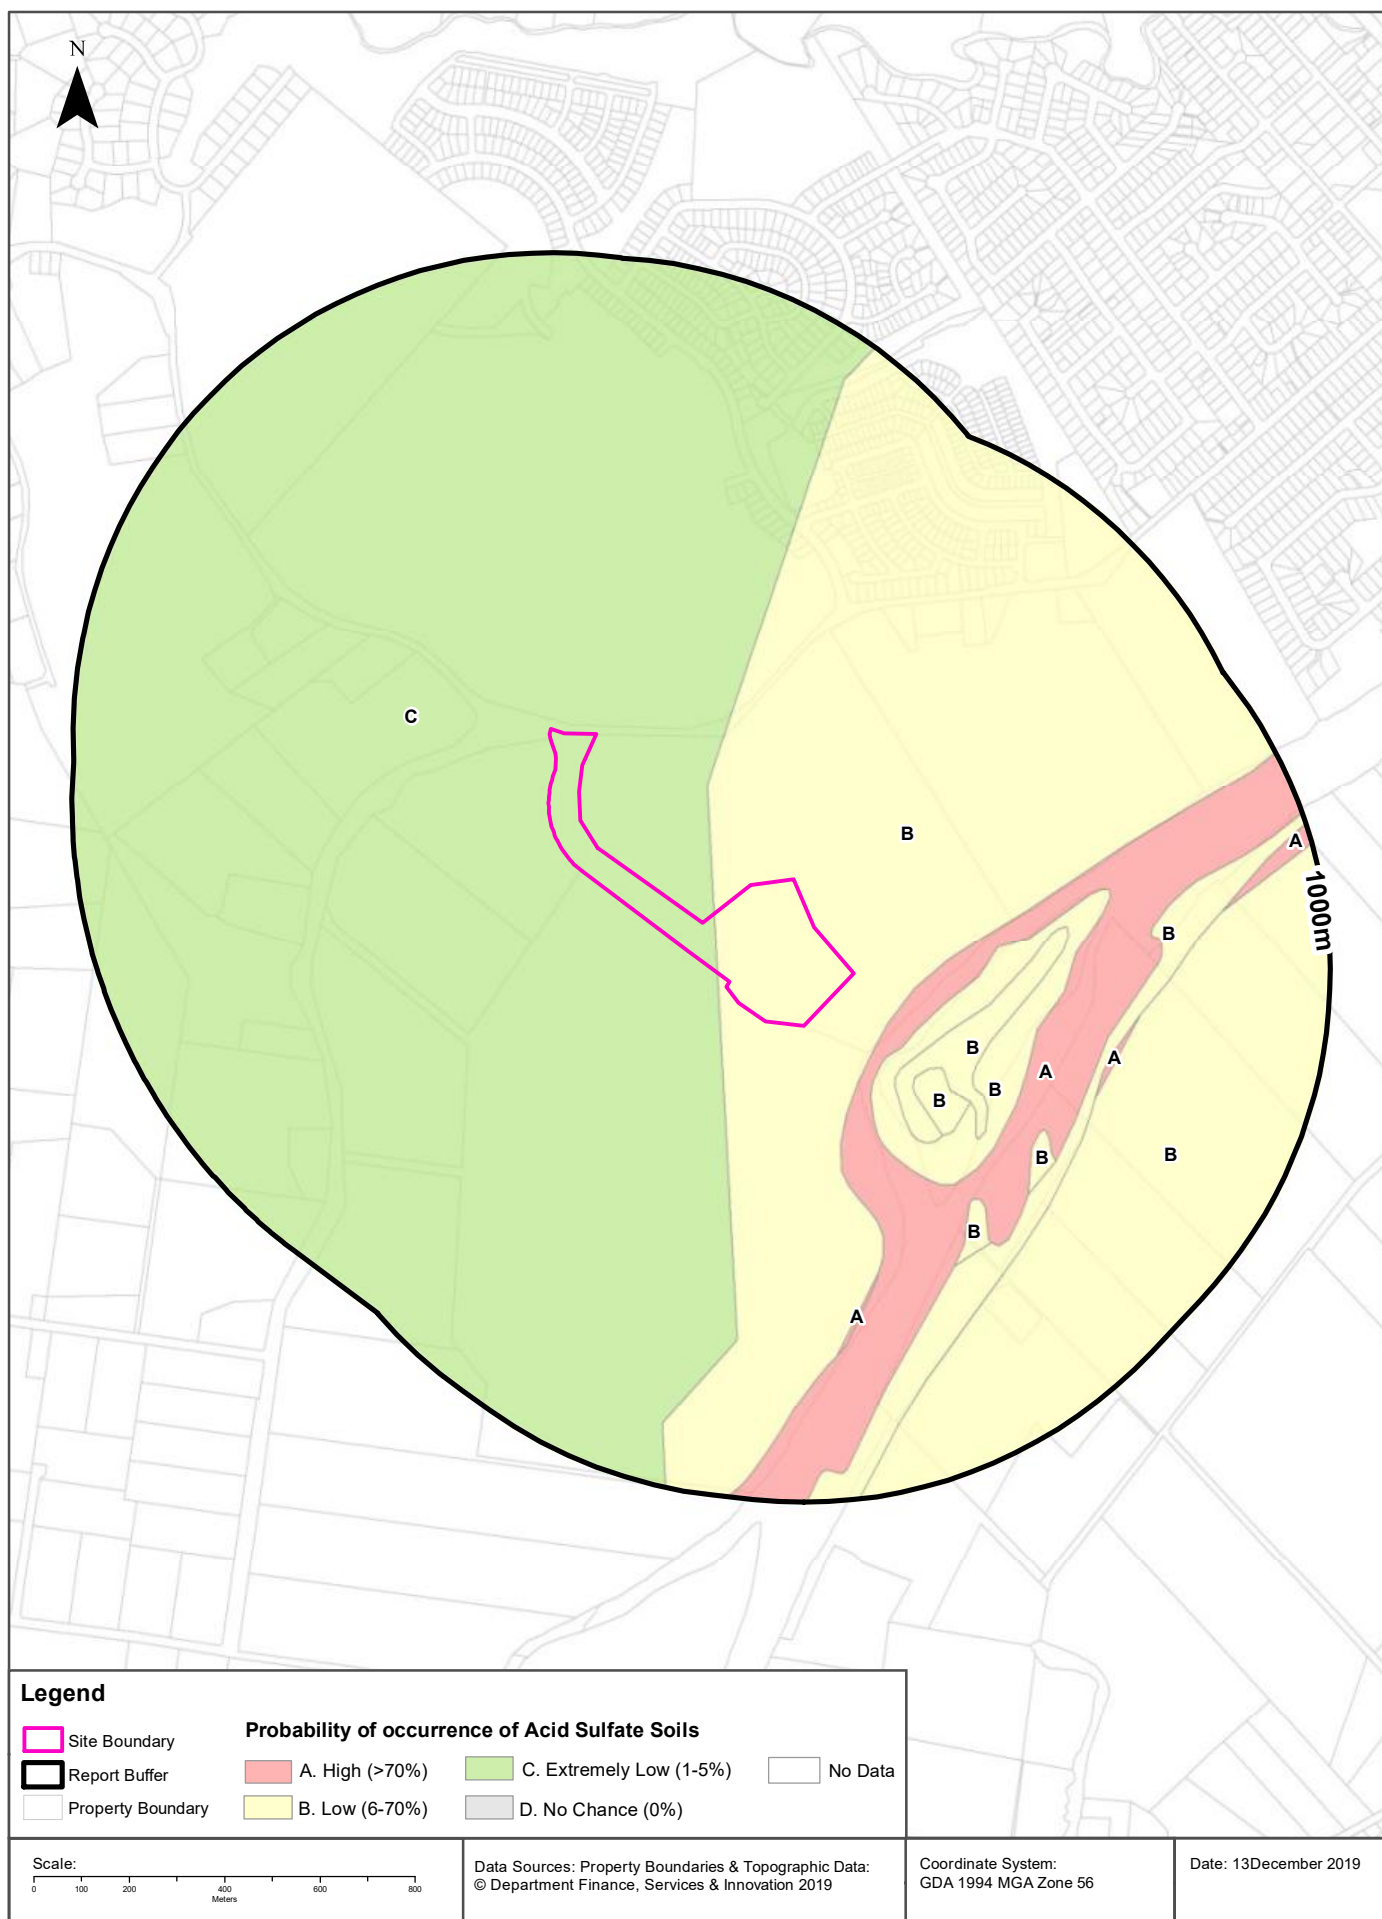 N
C
B
A
1000m
B
B
A
A
B
B
B
B
B
B
A
Legend
Site Boundary
Report Buffer
Property Boundary
Probability of occurrence of Acid Sulfate Soils
A. High (>70%)
B. Low (6-70%)
C. Extremely Low (1-5%)
D. No Chance (0%)
No Data
Scale:
0 100 200 400 600 800
Meters
Data Sources: Property Boundaries & Topographic Data:
© Department Finance, Services & Innovation 2019
Coordinate System:
GDA 1994 MGA Zone 56
Date: 13December 2019